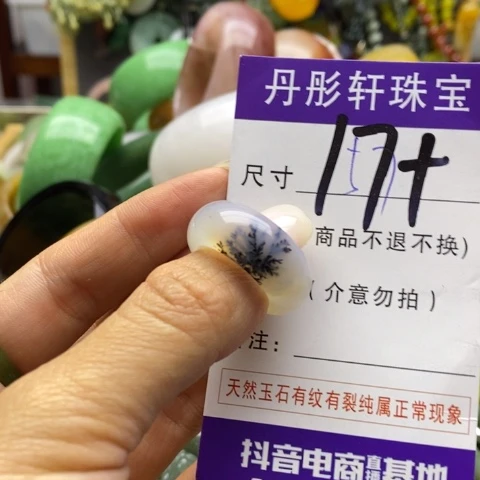 丹彤轩珠宝
尺寸 17+
商品不退不换)
(介意勿拍)
注:
天然玉石有纹有裂纯属正常现象
抖音电商直播基地